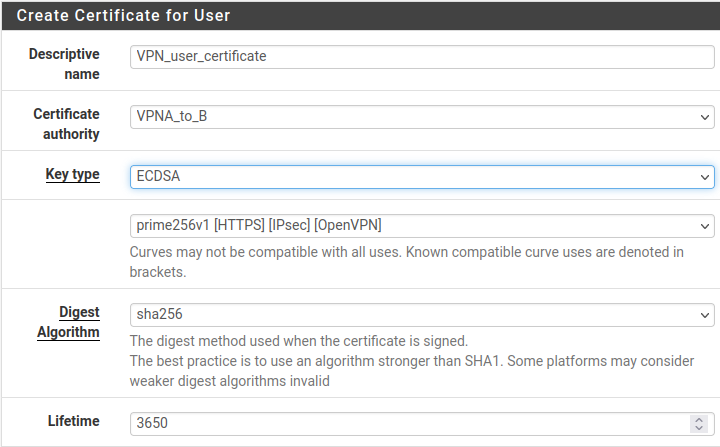 Create Certificate for User
Descriptive
name
VPN_user_certificate
Certificate
authority
VPNA_to_B
Key type
ECDSA
prime256v1 [HTTPS] [IPsec] [OpenVPN]
Curves may not be compatible with all uses. Known compatible curve uses are denoted in
brackets.
Digest
Algorithm
sha256
The digest method used when the certificate is signed.
The best practice is to use an algorithm stronger than SHA1. Some platforms may consider
weaker digest algorithms invalid
Lifetime
3650